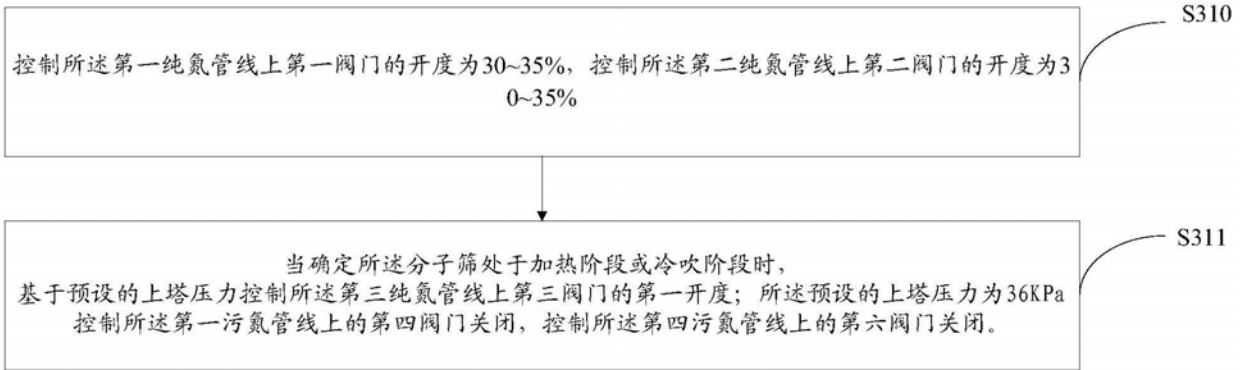 S310
控制所述第一纯氮管线上第一阀门的开度为30~35%，控制所述第二纯氮管线上第二阀门的开度为3
0~35%
S311
当确定所述分子筛处于加热阶段或冷吹阶段时，
基于预设的上塔压力控制所述第三纯氮管线上第三阀门的第一开度；所述预设的上塔压力为36KPa
控制所述第一污氮管线上的第四阀门关闭，控制所述第四污氮管线上的第六阀门关闭。